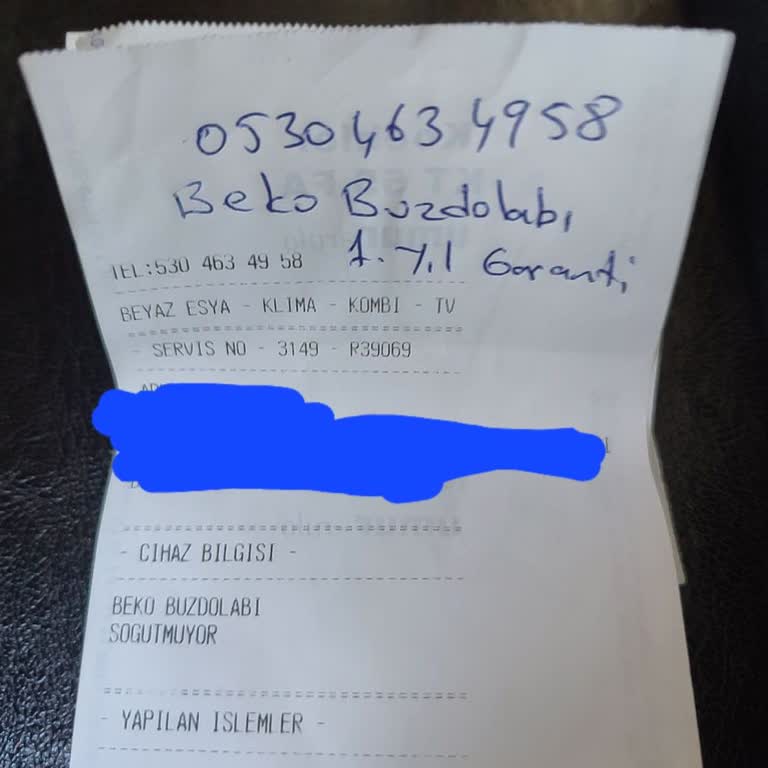 0530 463 4958
Beko Buzdolabı
1. Yıl Garanti
TEL:530 463 49 58
BEYAZ ESYA - KLIMA - KOMBI - TV
- SERVIS NO - 3149 - R39069
- CIHAZ BILGISI -
BEKO BUZDOLABI
SOGUTMUYOR
- YAPILAN ISLEMLER -